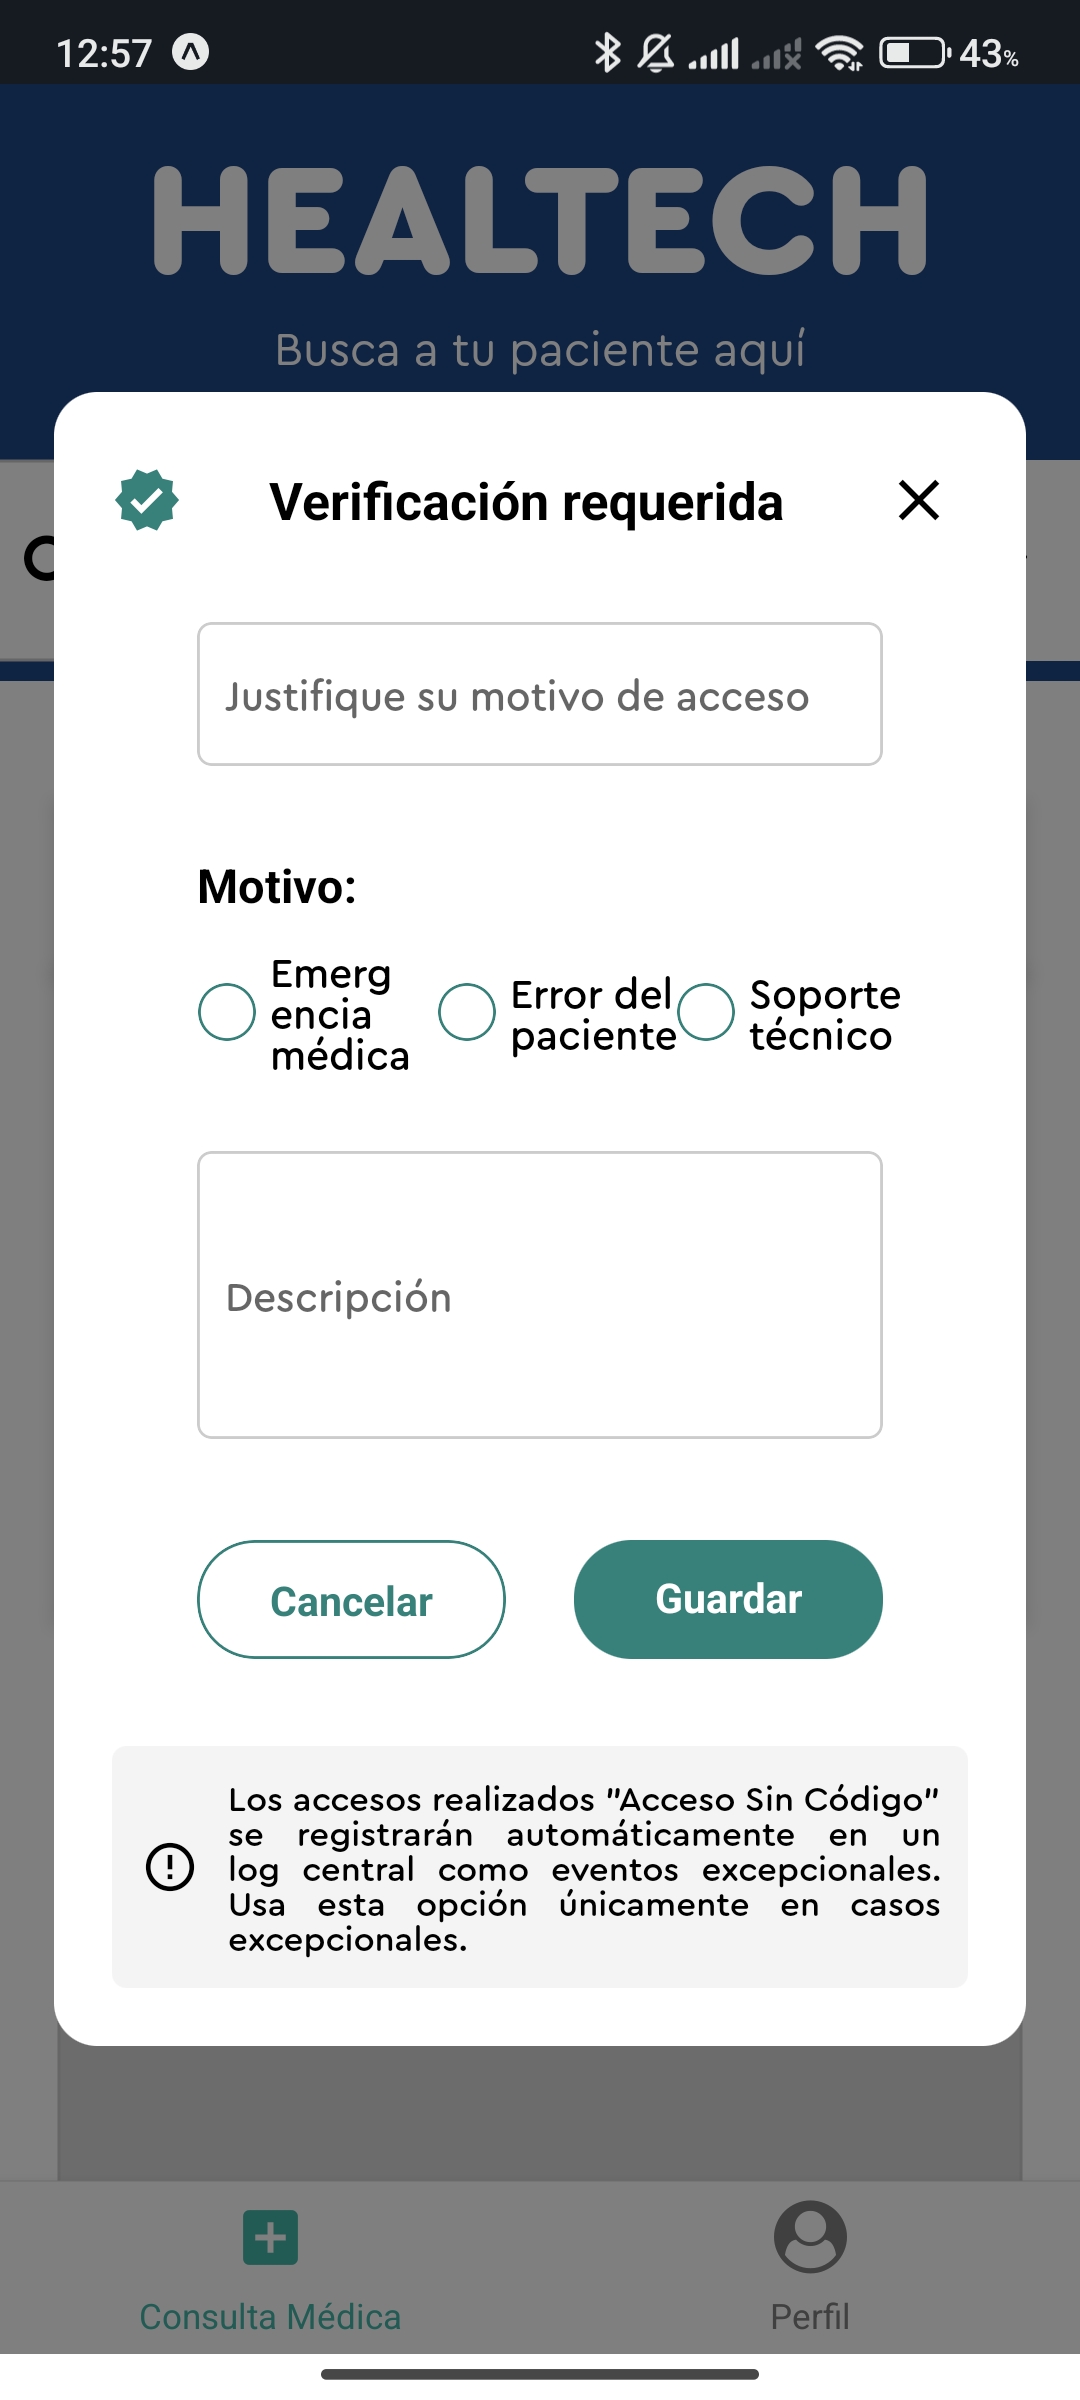 12:57
43%
HEALTECH
Busca a tu paciente aquí
Verificación requerida
Justifique su motivo de acceso
Motivo:
Emerg
encia
médica
Error del
paciente
Soporte
técnico
Descripción
Cancelar
Guardar
Los accesos realizados "Acceso Sin Código"
se registrarán automáticamente en un
log central como eventos excepcionales.
Usa esta opción únicamente en casos
excepcionales.
Consulta Médica
Perfil